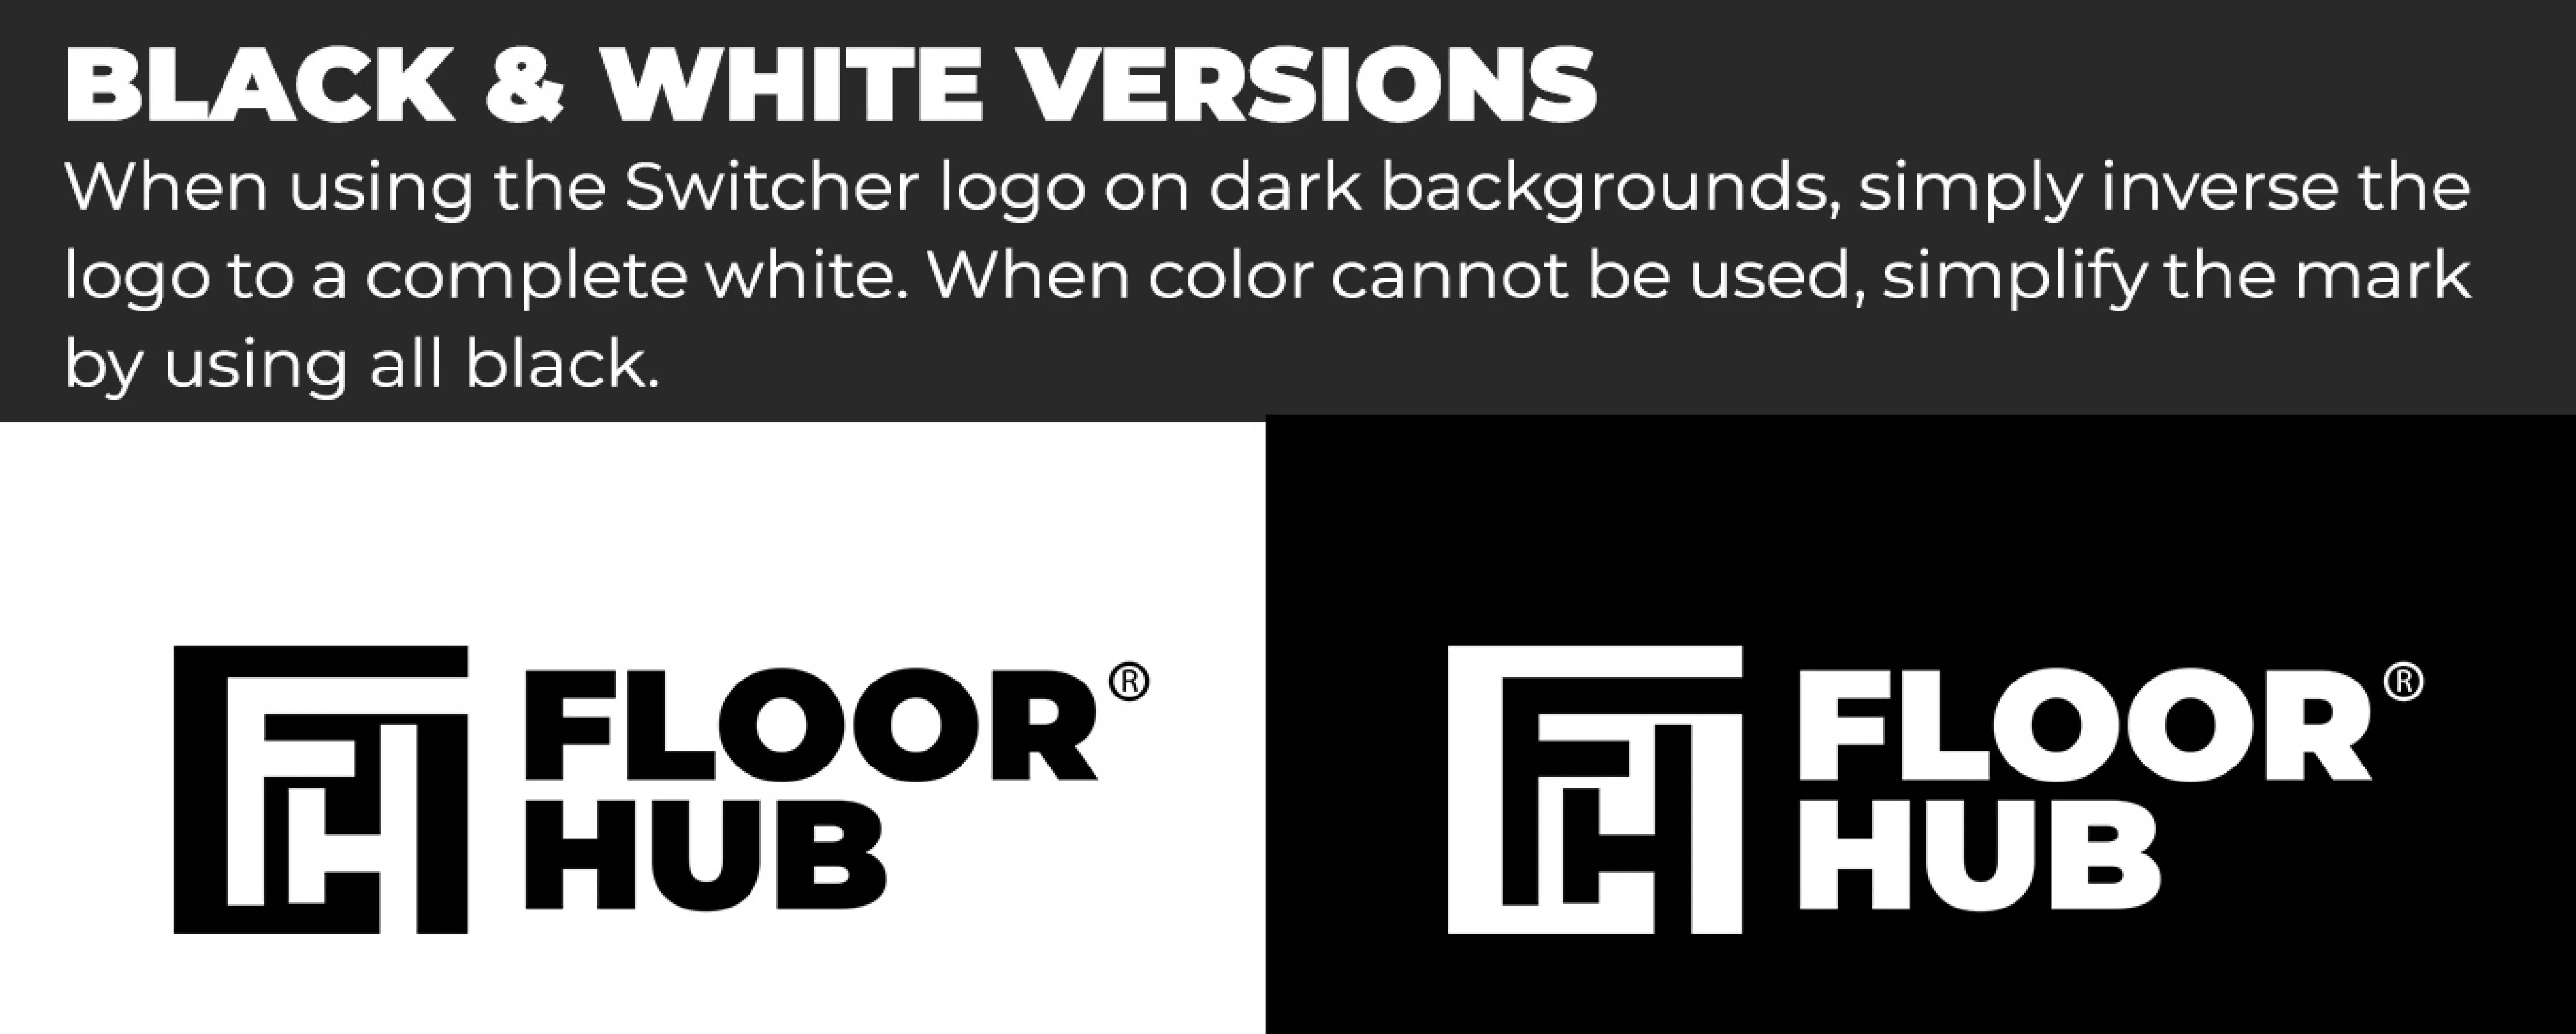 BLACK & WHITE VERSIONS
When using the Switcher logo on dark backgrounds, simply inverse the
logo to a complete white. When color cannot be used, simplify the mark
by using all black.
FLOOR®
HUB
FLOOR®
HUB